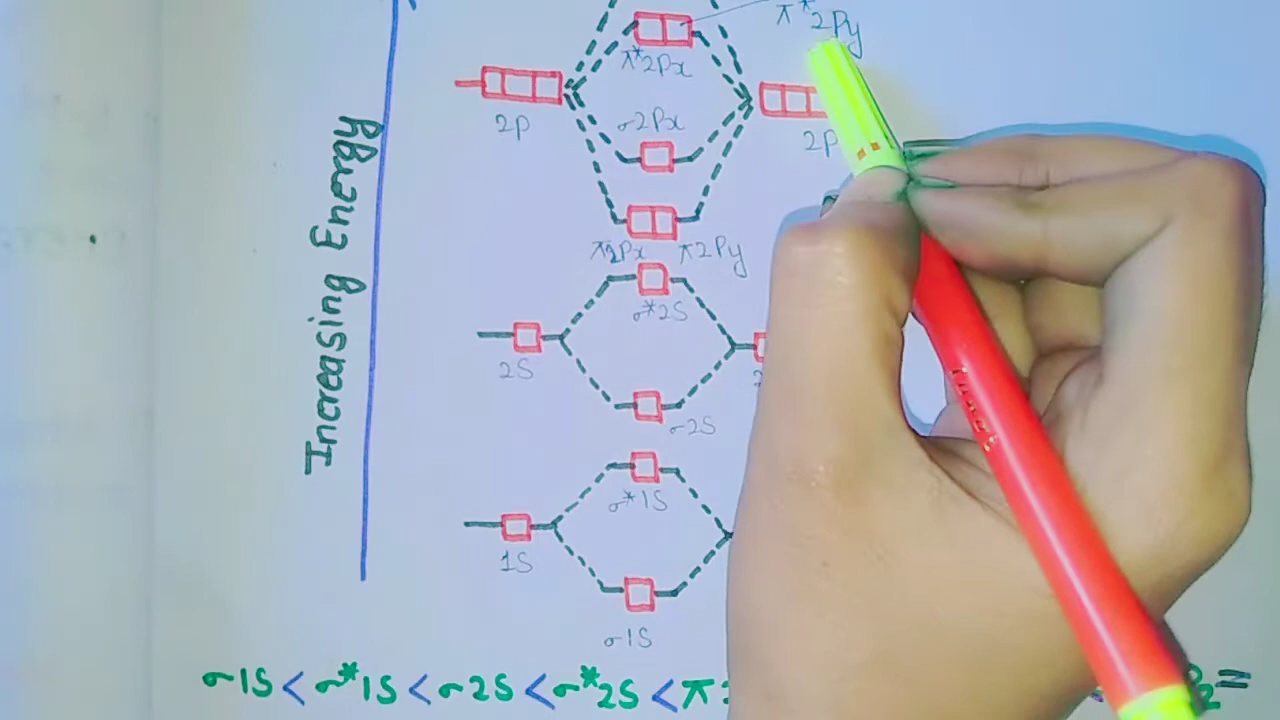 π*2Py
π*2Px
2P
2P
σ2Px
π2Px π2Py
σ*2S
2S
σ2S
σ*1S
1S
σ1S
Increasing Energy
σ1S < σ*1S < σ2S < σ*2S < π